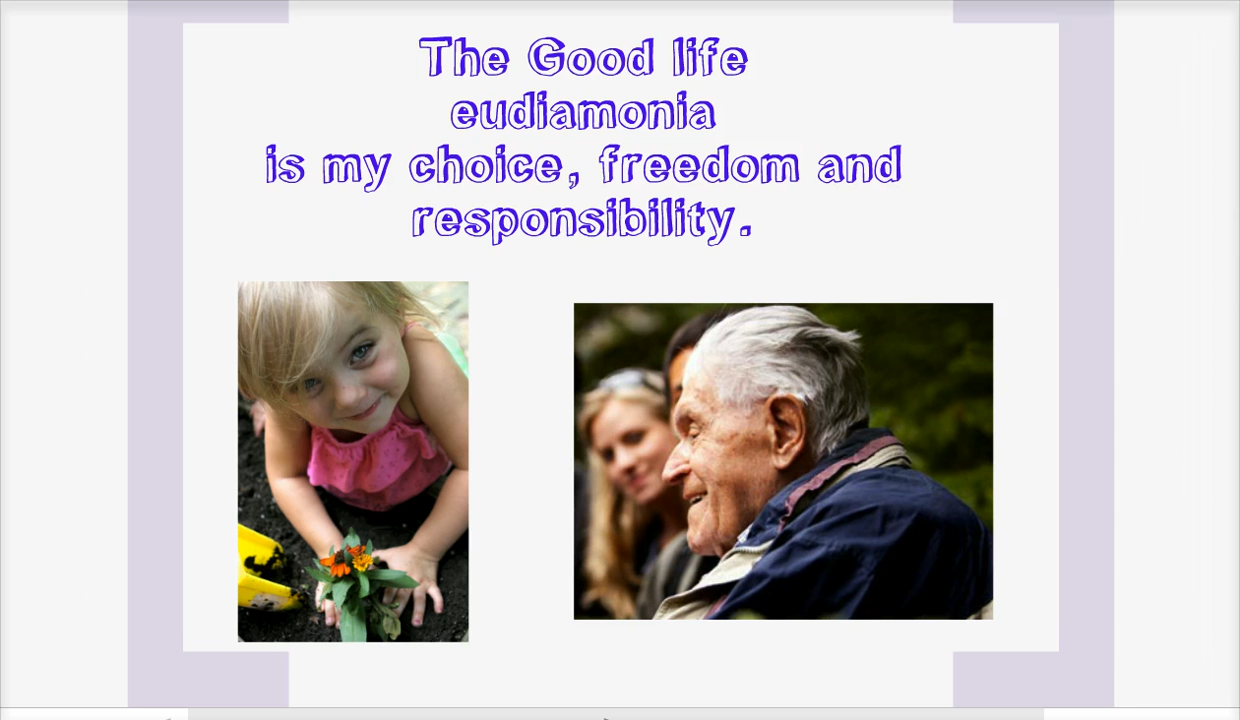 The Good life
eudiamonia
is my choice, freedom and
responsibility.